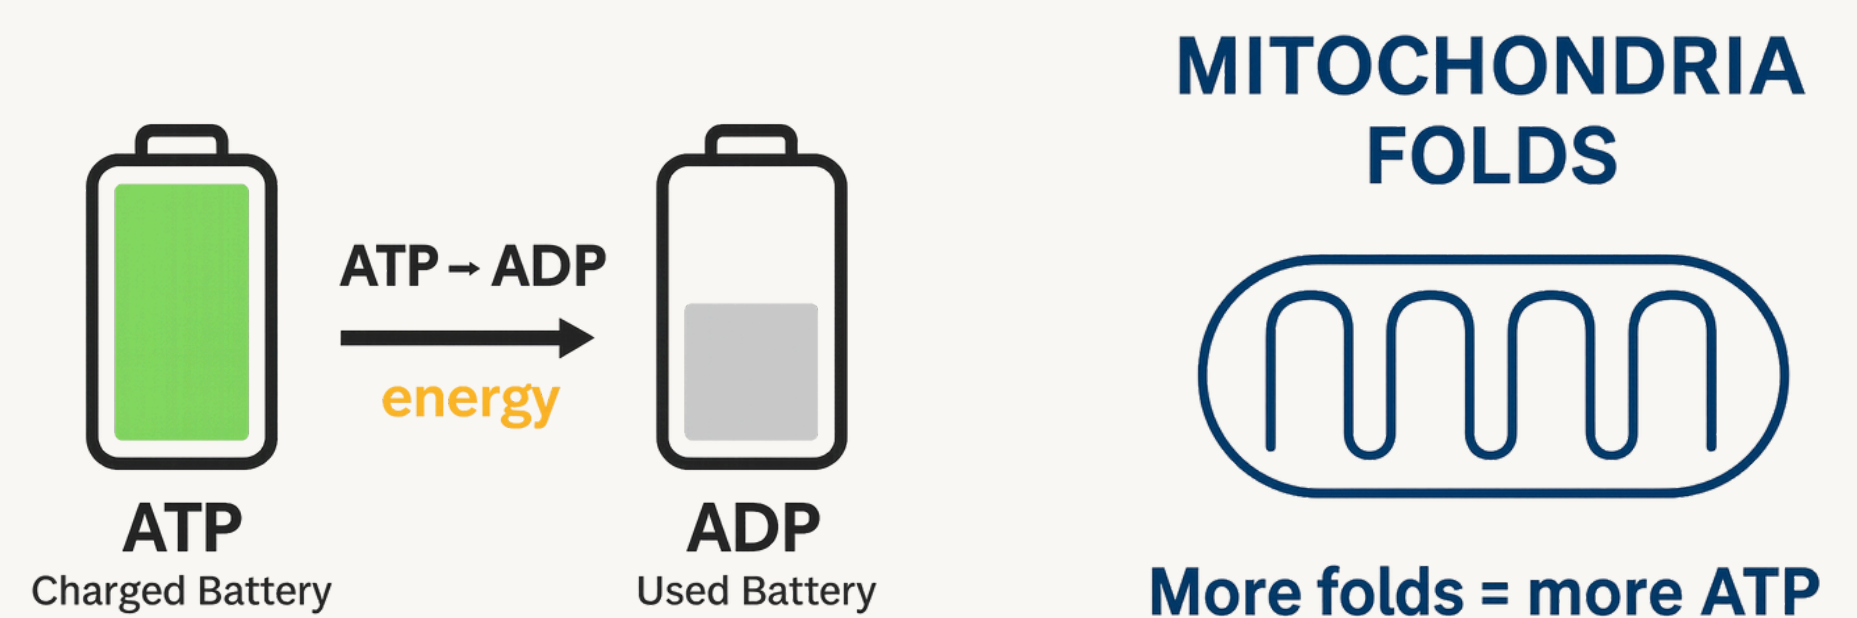 ATP → ADP
energy
ATP
Charged Battery
ADP
Used Battery
MITOCHONDRIA
FOLDS
More folds = more ATP